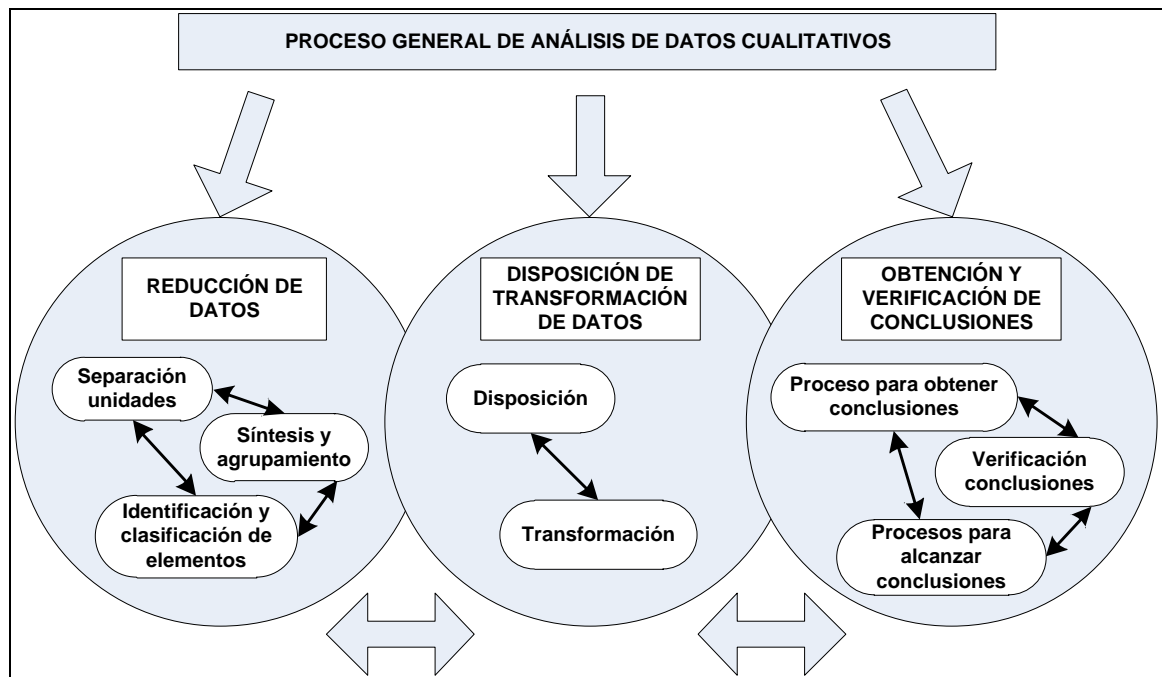 PROCESO GENERAL DE ANÁLISIS DE DATOS CUALITATIVOS
REDUCCIÓN DE
DATOS
Separación
unidades
Síntesis y
agrupamiento
Identificación y
clasificación de
elementos
DISPOSICIÓN DE
TRANSFORMACIÓN
DE DATOS
Disposición
Transformación
OBTENCIÓN Y
VERIFICACIÓN DE
CONCLUSIONES
Proceso para obtener
conclusiones
Verificación
conclusiones
Procesos para
alcanzar
conclusiones